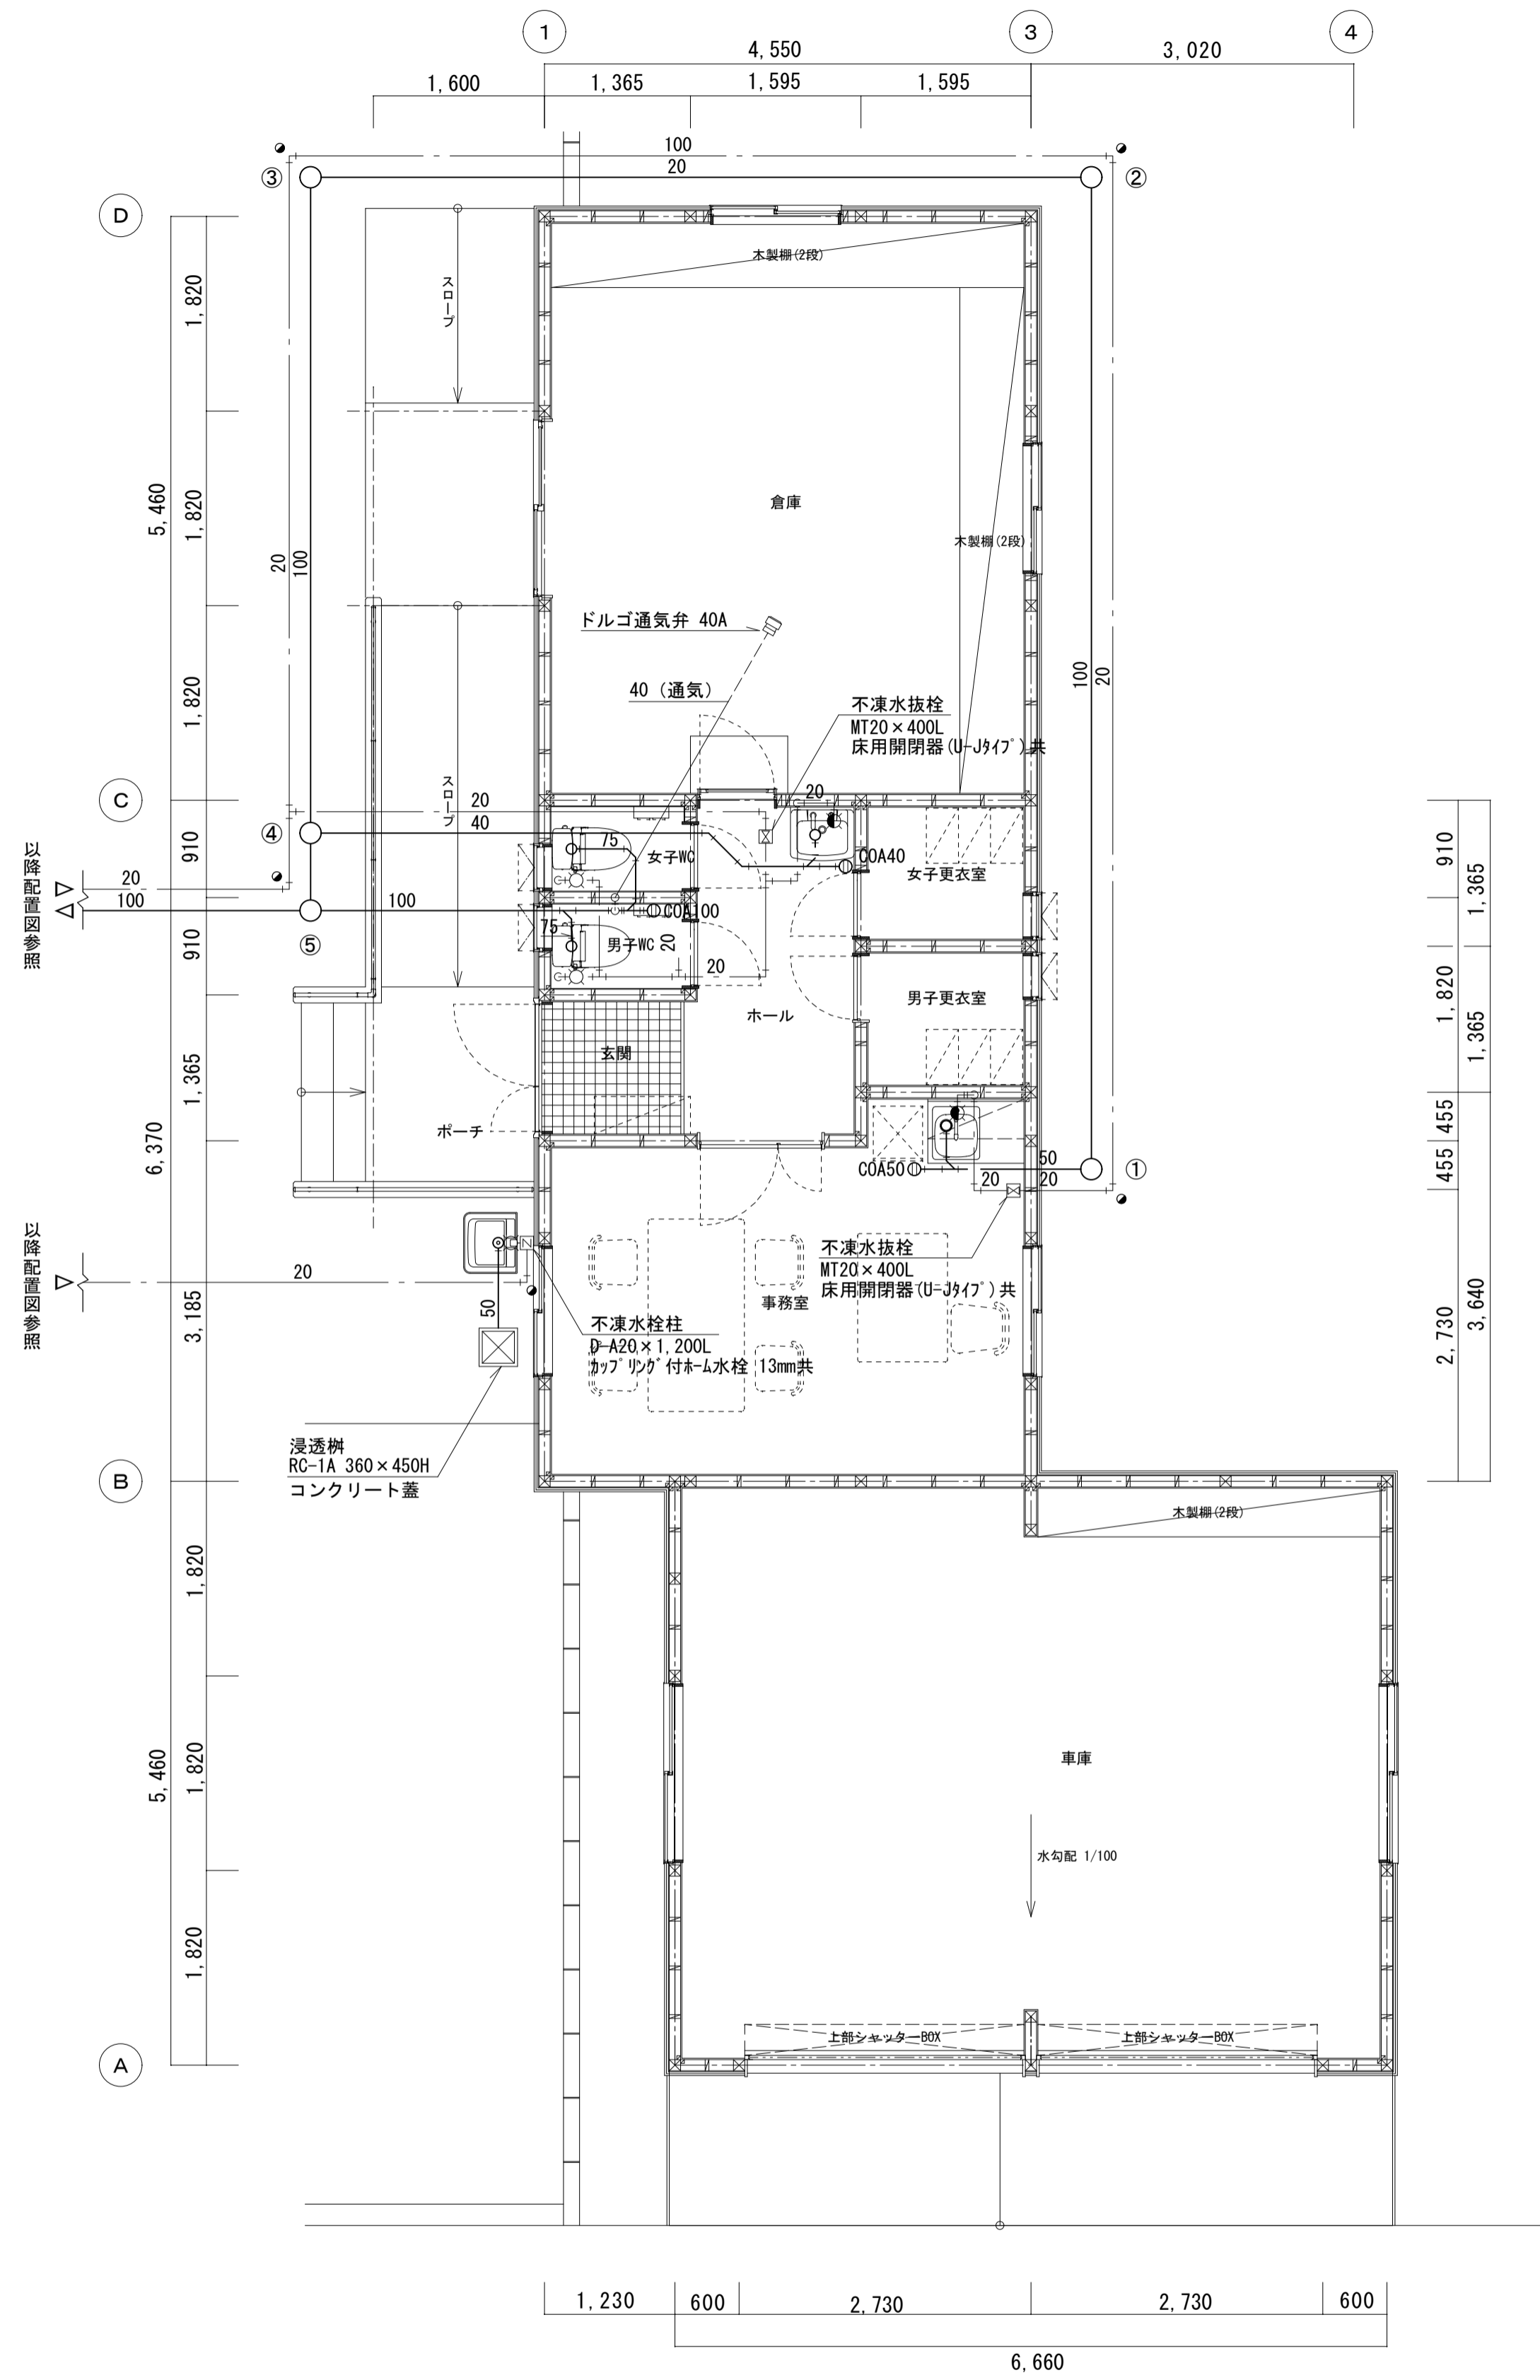 1
3
4
4,550
3,020
1,600
1,365
1,595
1,595
100
20
③
②
D
木製棚(2段)
スロープ
1,820
5,460
1,820
倉庫
木製棚(2段)
20
100
ドルゴ通気弁 40A
100
20
40 (通気)
1,820
不凍水抜栓
MT20×400L
床用開閉器(U-Jﾀｲﾌﾟ)共
スロープ
C
20
20
④
40
75
女子WC
COA40
女子更衣室
910
910
1,365
以降配置図参照
20
100
100
COA100
⑤
75
男子WC
20
20
910
男子更衣室
1,820
1,365
ホール
玄関
1,365
6,370
ポーチ
455
455
COA50
50
①
20
20
以降配置図参照
20
不凍水抜栓
MT20×400L
床用開閉器(U-Jﾀｲﾌﾟ)共
事務室
3,185
50
不凍水栓柱
D-A20×1,200L
ｶｯﾌﾟﾘﾝｸﾞ付ﾎｰﾑ水栓 13mm共
2,730
3,640
浸透桝
RC-1A 360×450H
コンクリート蓋
B
木製棚(2段)
1,820
5,460
1,820
車庫
水勾配 1/100
1,820
上部シャッターBOX
上部シャッターBOX
A
1,230
600
2,730
2,730
600
6,660